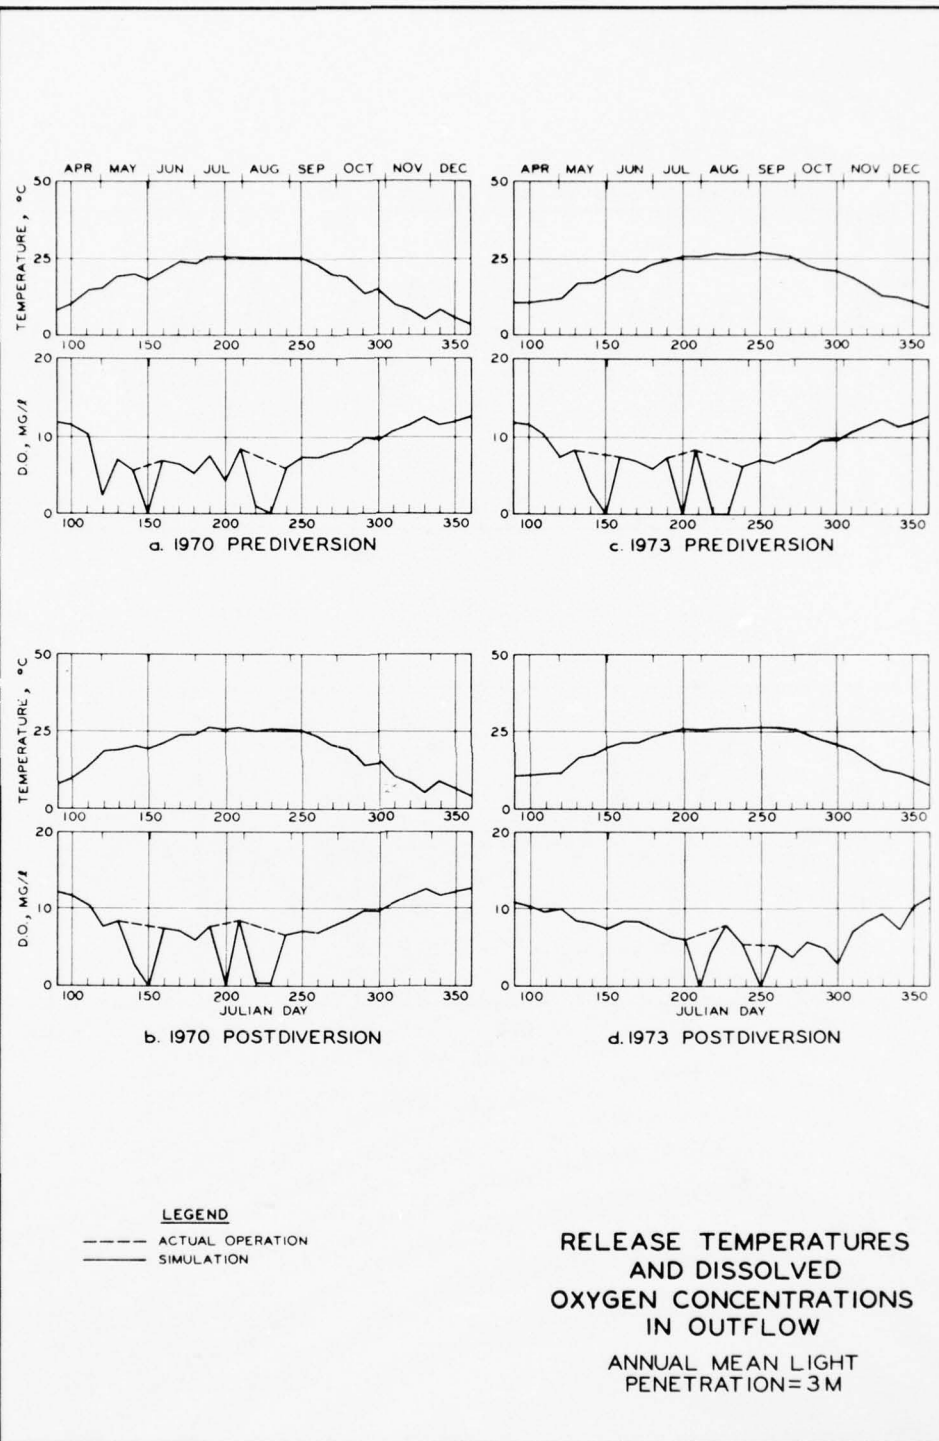 APR MAY JUN JUL AUG SEP OCT NOV DEC
50
25
0
TEMPERATURE, °C
100 150 200 250 300 350
20
10
0
D.O., MG/ℓ
100 150 200 250 300 350
a. 1970 PREDIVERSION
APR MAY JUN JUL AUG SEP OCT NOV DEC
50
25
0
100 150 200 250 300 350
20
10
0
100 150 200 250 300 350
c. 1973 PREDIVERSION
50
25
0
TEMPERATURE, °C
100 150 200 250 300 350
20
10
0
D.O., MG/ℓ
100 150 200 250 300 350
JULIAN DAY
b. 1970 POSTDIVERSION
50
25
0
100 150 200 250 300 350
20
10
0
100 150 200 250 300 350
JULIAN DAY
d. 1973 POSTDIVERSION
LEGEND
ACTUAL OPERATION
SIMULATION
RELEASE TEMPERATURES
AND DISSOLVED
OXYGEN CONCENTRATIONS
IN OUTFLOW
ANNUAL MEAN LIGHT
PENETRATION=3M